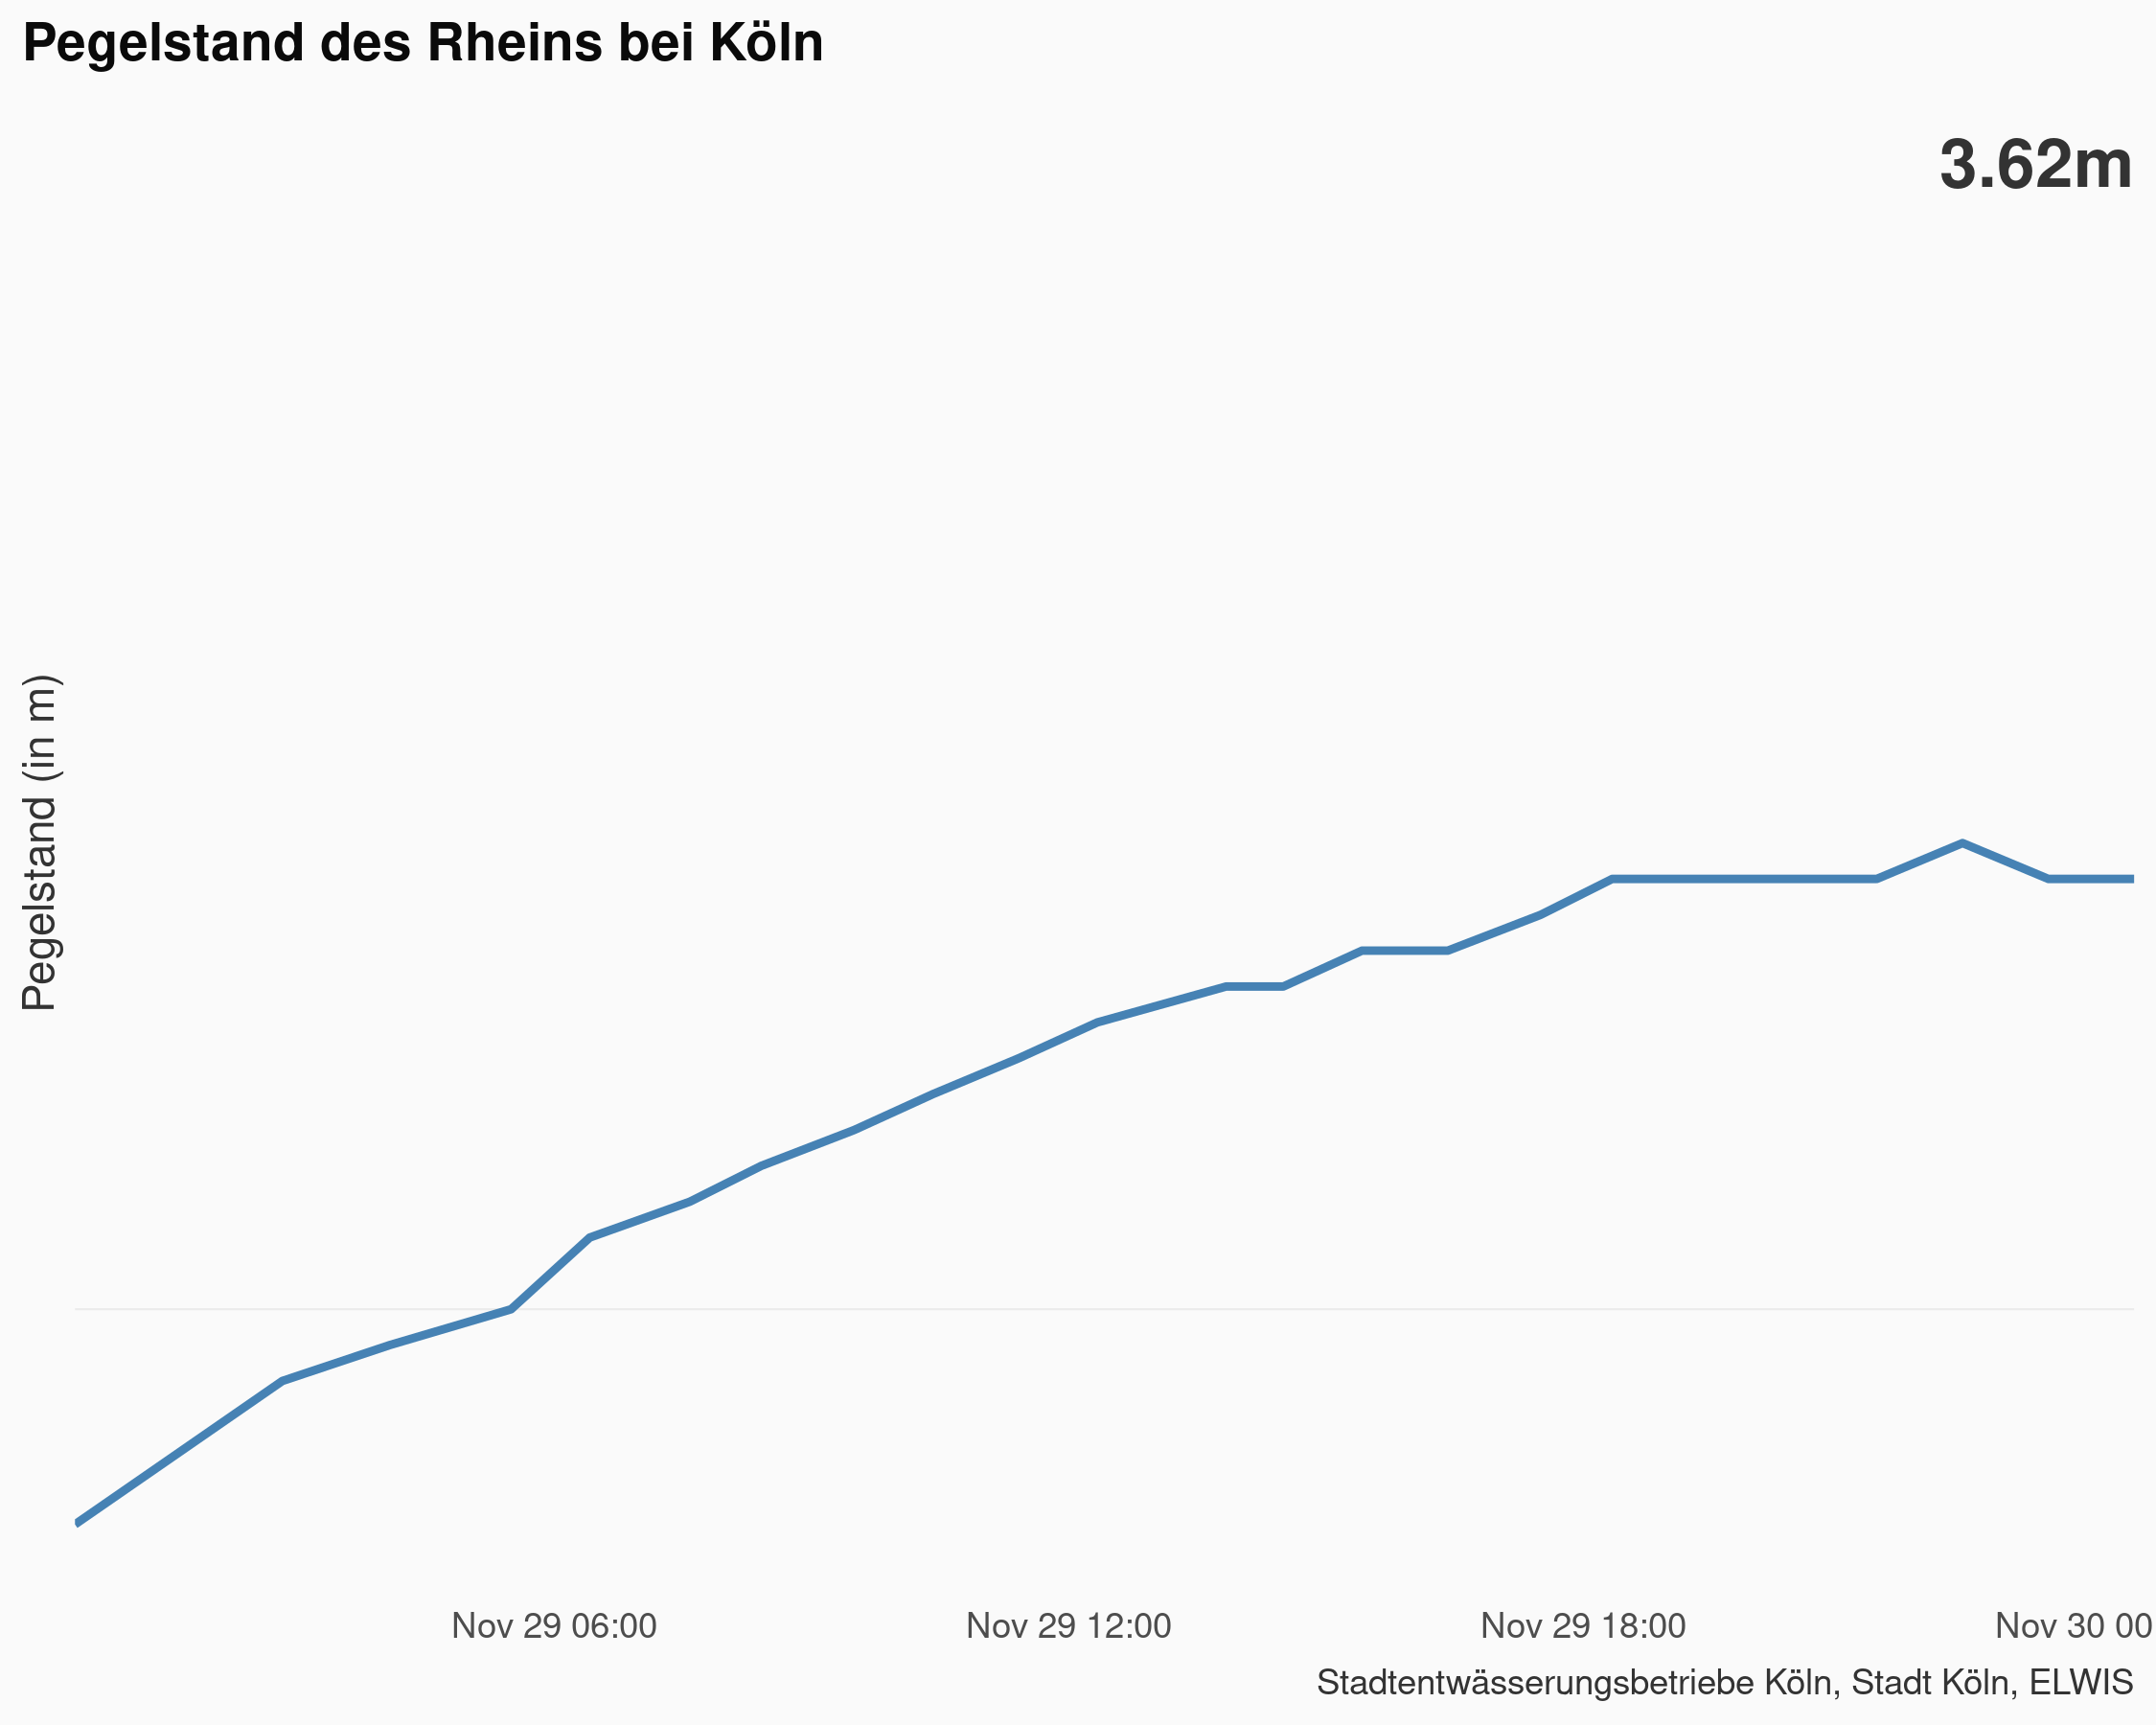 Pegelstand des Rheins bei Köln
3.62m
Pegelstand (in m)
Nov 29 06:00
Nov 29 12:00
Nov 29 18:00
Nov 30 00
Stadtentwässerungsbetriebe Köln, Stadt Köln, ELWIS